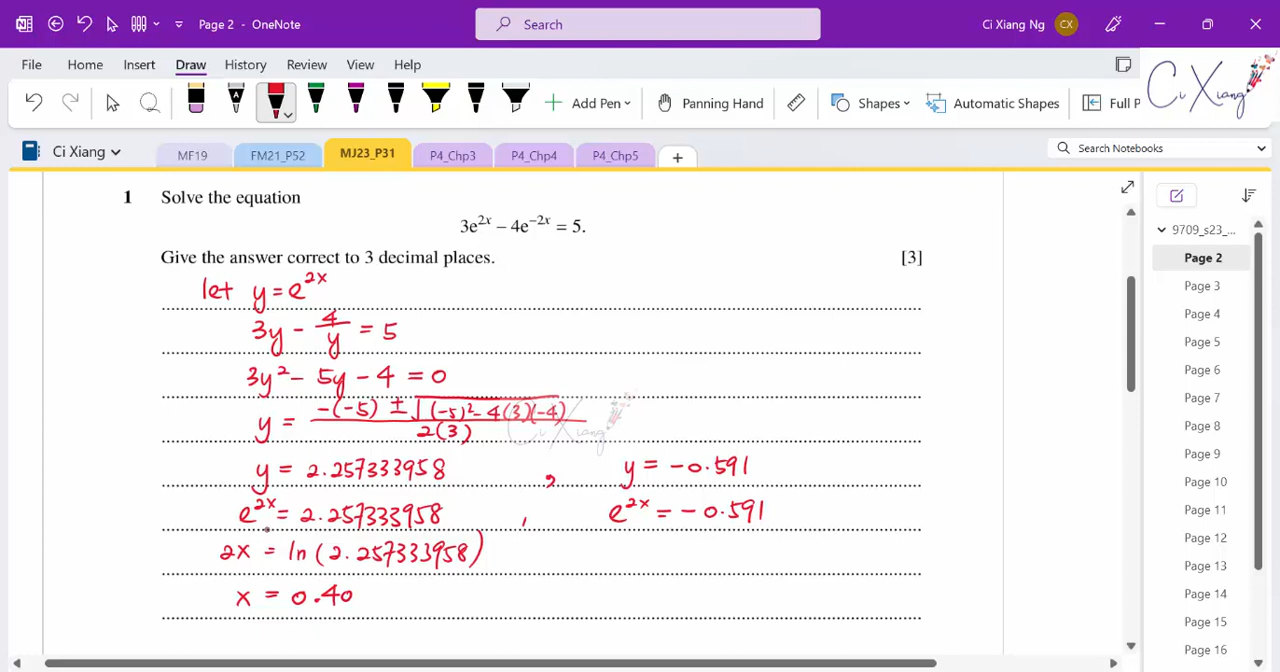 Page 2 - OneNote
Search
Ci Xiang Ng
CX
File Home Insert Draw History Review View Help
Add Pen
Panning Hand
Shapes
Automatic Shapes
Full P
Ci Xiang
Ci Xiang
MF19
FM21_P52
MJ23_P31
P4_Chp3
P4_Chp4
P4_Chp5
Search Notebooks
1 Solve the equation
3e^{2x} – 4e^{–2x} = 5.
Give the answer correct to 3 decimal places. [3]
let y = e^{2x}
3y - 4/y = 5
3y² - 5y - 4 = 0
y = (-(-5) ± √((-5)² - 4(3)(-4))) / 2(3)
Ci Xiang
y = 2.257333958 , y = -0.591
e^{2x} = 2.257333958 , e^{2x} = -0.591
2x = ln(2.257333958)
x = 0.40
9709_s23_...
Page 2
Page 3
Page 4
Page 5
Page 6
Page 7
Page 8
Page 9
Page 10
Page 11
Page 12
Page 13
Page 14
Page 15
Page 16